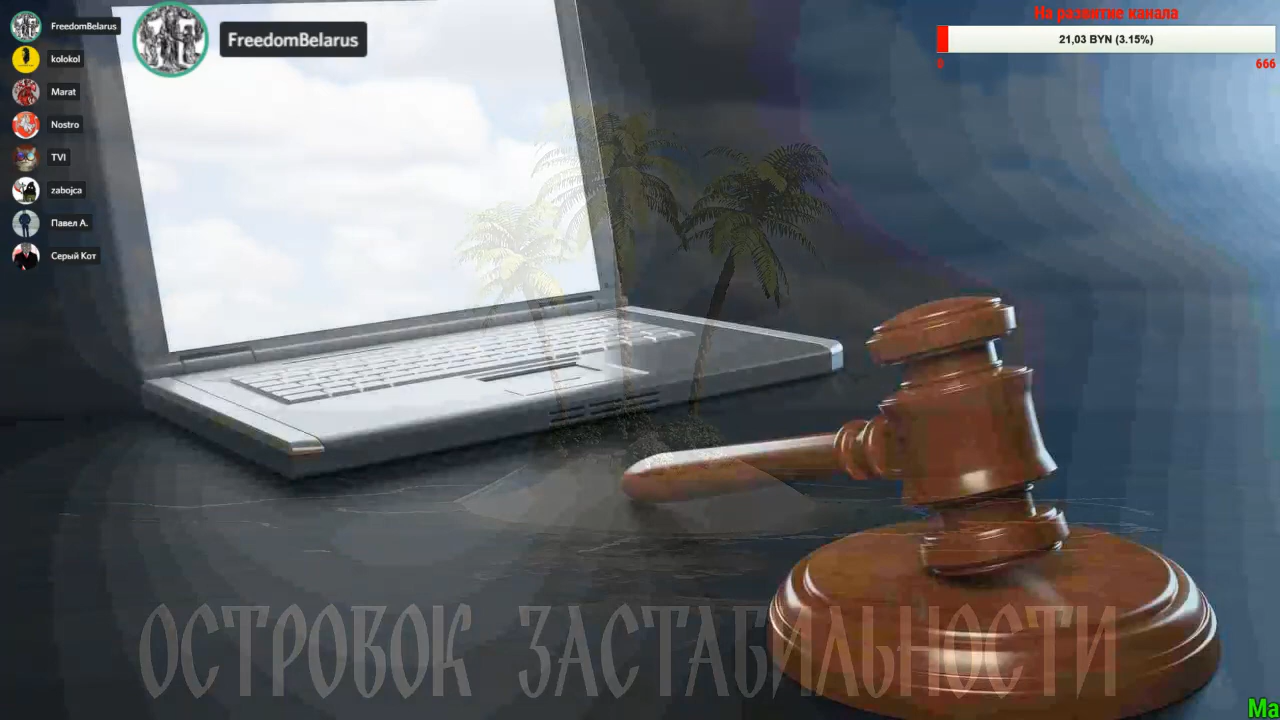 FreedomBelarus
kolokol
Marat
Nostro
TVI
zabojca
Павел А.
Серый Кот
FreedomBelarus
На развитие канала
21,03 BYN (3.15%)
0
666
ОСТРОВОК ЗАСТАБИЛЬНОСТИ
Ма